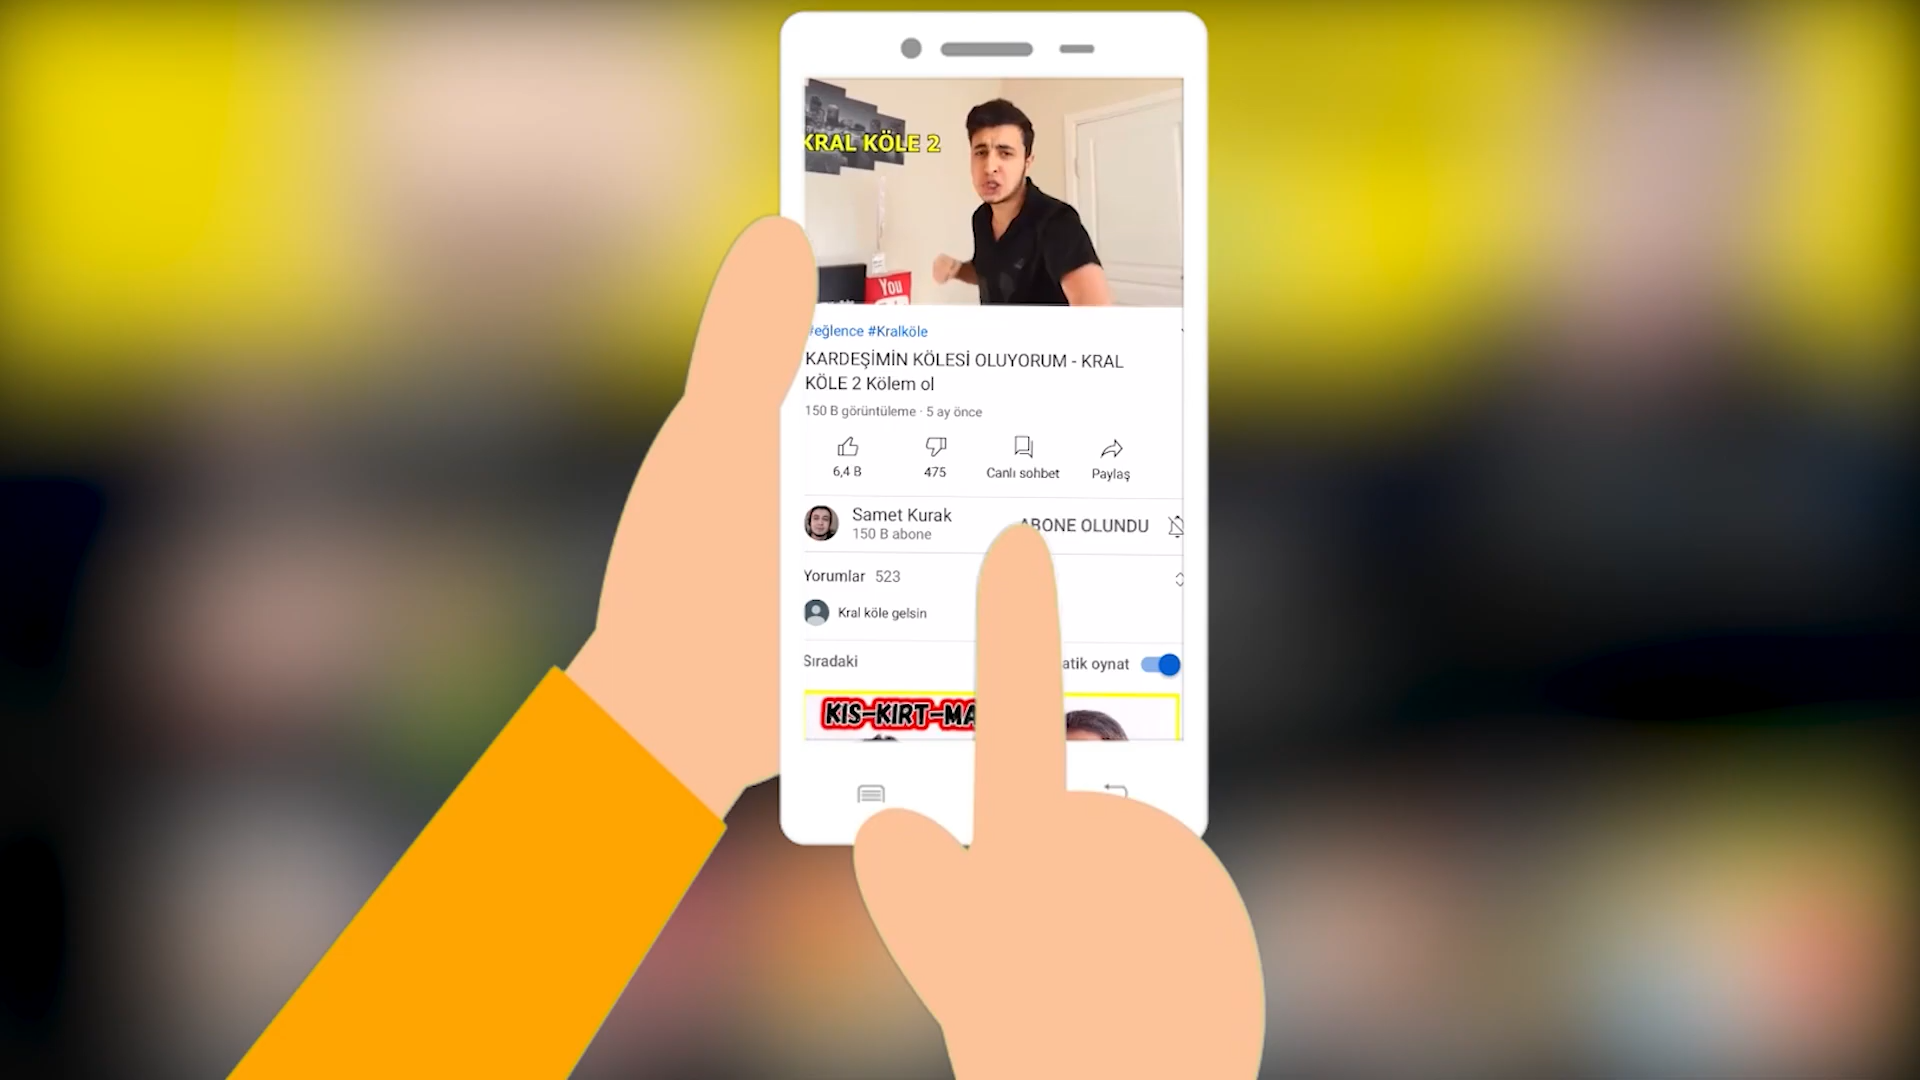 KRAL KÖLE 2
You
#eğlence #Kralköle
KARDEŞİMİN KÖLESİ OLUYORUM - KRAL
KÖLE 2 Kölem ol
150 B görüntüleme · 5 ay önce
6,4 B
475
Canlı sohbet
Paylaş
Samet Kurak
ABONE OLUNDU
150 B abone
Yorumlar 523
Kral köle gelsin
Sıradaki
atik oynat
KIS-KIRT-MA